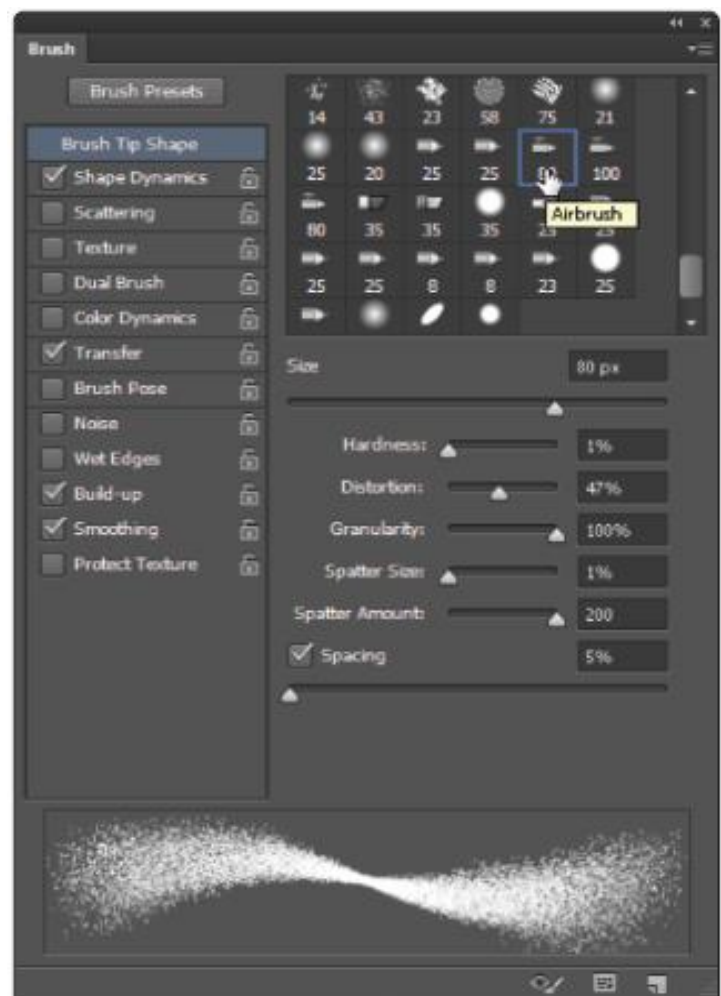 Brush
Brush Presets
14 43 23 58 75 21
Brush Tip Shape
25 20 25 25 80 100
Shape Dynamics
Airbrush
Scattering
80 35 35 35 25 25
Texture
25 25 8 8 23 25
Dual Brush
Color Dynamics
Transfer
Brush Pose
Noise
Wet Edges
Build-up
Smoothing
Protect Texture
Size 80 px
Hardness: 1%
Distortion: 47%
Granularity: 100%
Spatter Size: 1%
Spatter Amount: 200
Spacing 5%